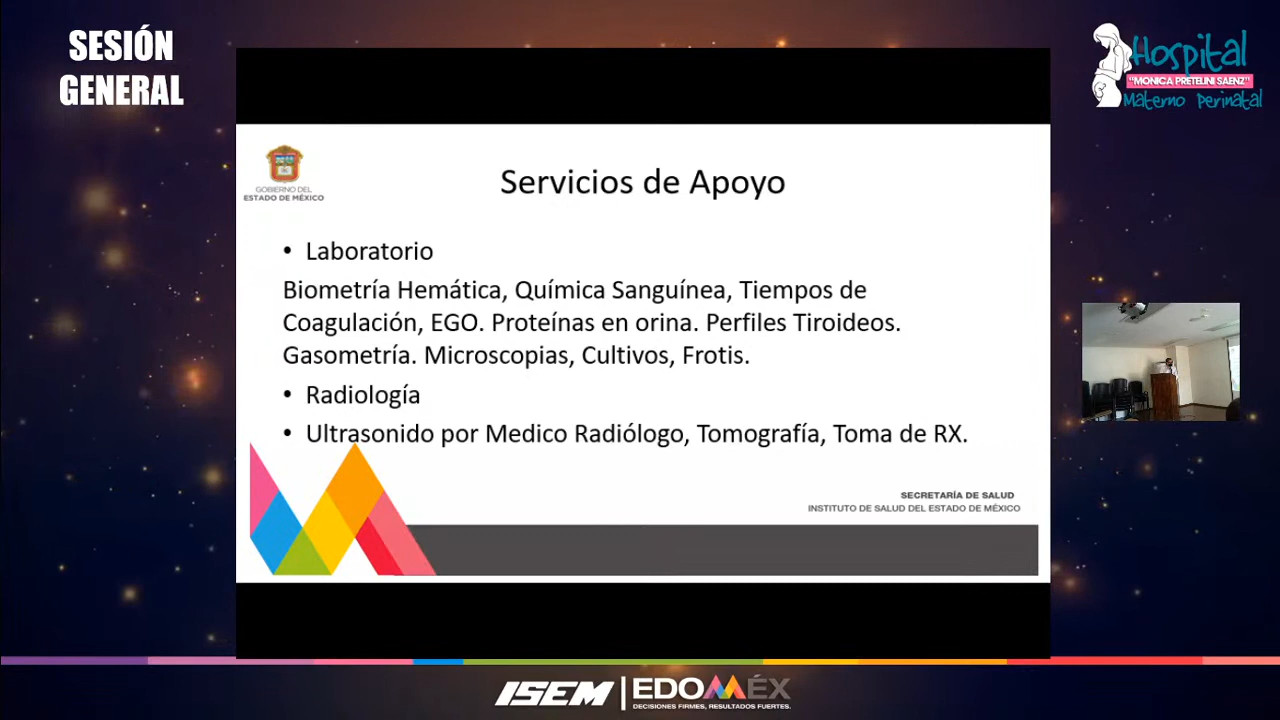 SESIÓN
GENERAL
Hospital
"MONICA PRETELINI SAENZ"
Materno Perinatal
GOBIERNO DEL
ESTADO DE MÉXICO
Servicios de Apoyo
• Laboratorio
Biometría Hemática, Química Sanguínea, Tiempos de
Coagulación, EGO. Proteínas en orina. Perfiles Tiroideos.
Gasometría. Microscopias, Cultivos, Frotis.
• Radiología
• Ultrasonido por Medico Radiólogo, Tomografía, Toma de RX.
SECRETARÍA DE SALUD
INSTITUTO DE SALUD DEL ESTADO DE MÉXICO
ISEM | EDOMÉX
DECISIONES FIRMES, RESULTADOS FUERTES.